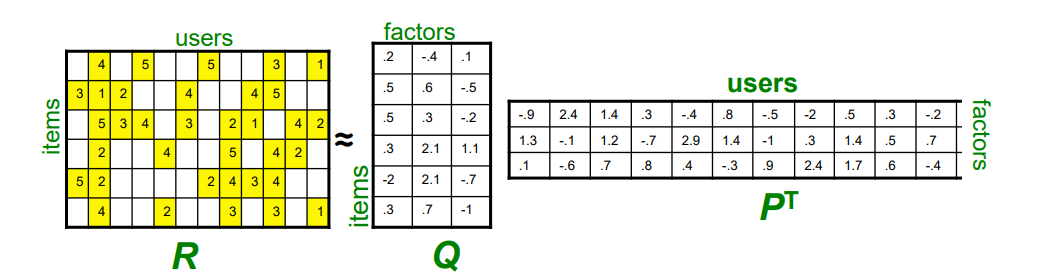 users
items
4 5 5 3 1
3 1 2 4 4 5
5 3 4 3 2 1 4 2
2 4 5 4 2
5 2 2 4 3 4
4 2 3 3 1
R
≈
factors
items
.2 -.4 .1
.5 .6 -.5
.5 .3 -.2
.3 2.1 1.1
-2 2.1 -.7
.3 .7 -1
Q
users
-.9 2.4 1.4 .3 -.4 .8 -.5 -2 .5 .3 -.2
1.3 -.1 1.2 -.7 2.9 1.4 -1 .3 1.4 .5 .7
.1 -.6 .7 .8 .4 -.3 .9 2.4 1.7 .6 -.4
factors
PT